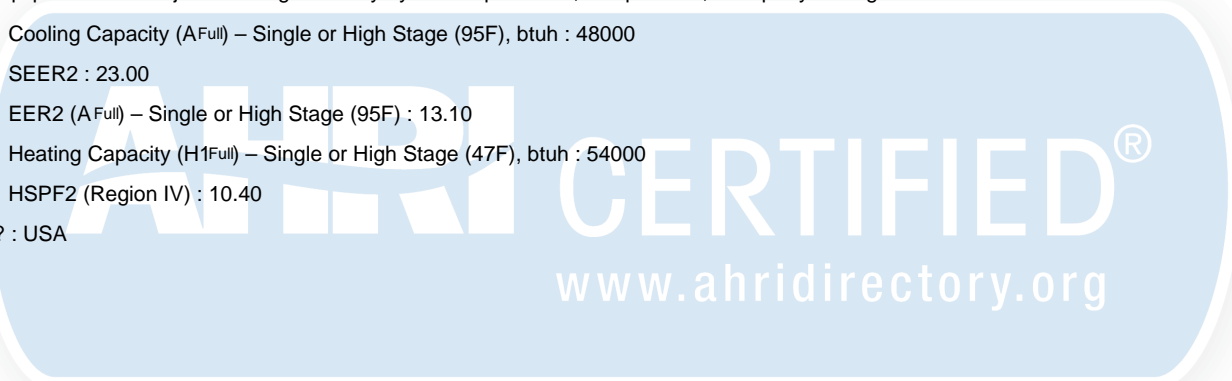 Cooling Capacity (AFull) – Single or High Stage (95F), btuh : 48000
SEER2 : 23.00
EER2 (AFull) – Single or High Stage (95F) : 13.10
Heating Capacity (H1Full) – Single or High Stage (47F), btuh : 54000
HSPF2 (Region IV) : 10.40
? : USA
AHRI CERTIFIED®
www.ahridirectory.org